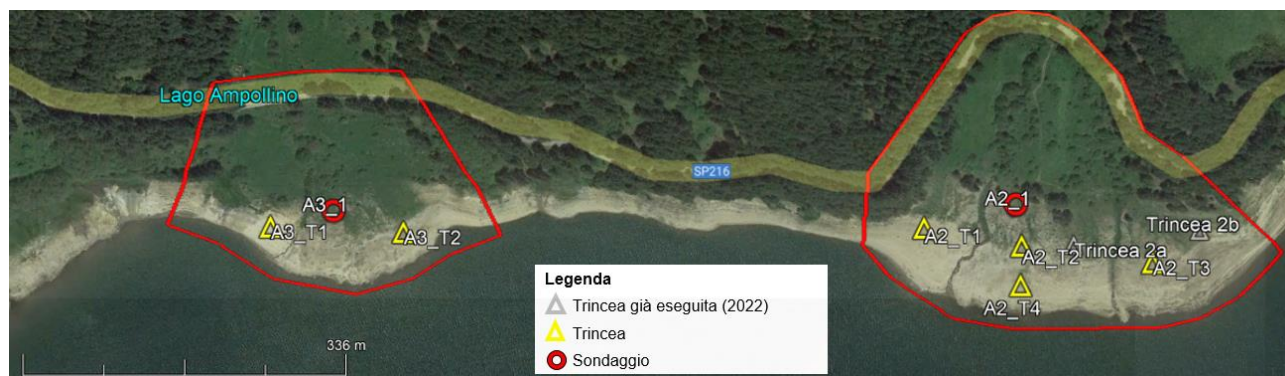 Lago Ampollino
SP216
A3_1
A3_T1
A3_T2
A2_1
A2_T1
A2_T2
Trincea 2a
Trincea 2b
A2_T3
A2_T4
Legenda
Trincea già eseguita (2022)
Trincea
Sondaggio
336 m